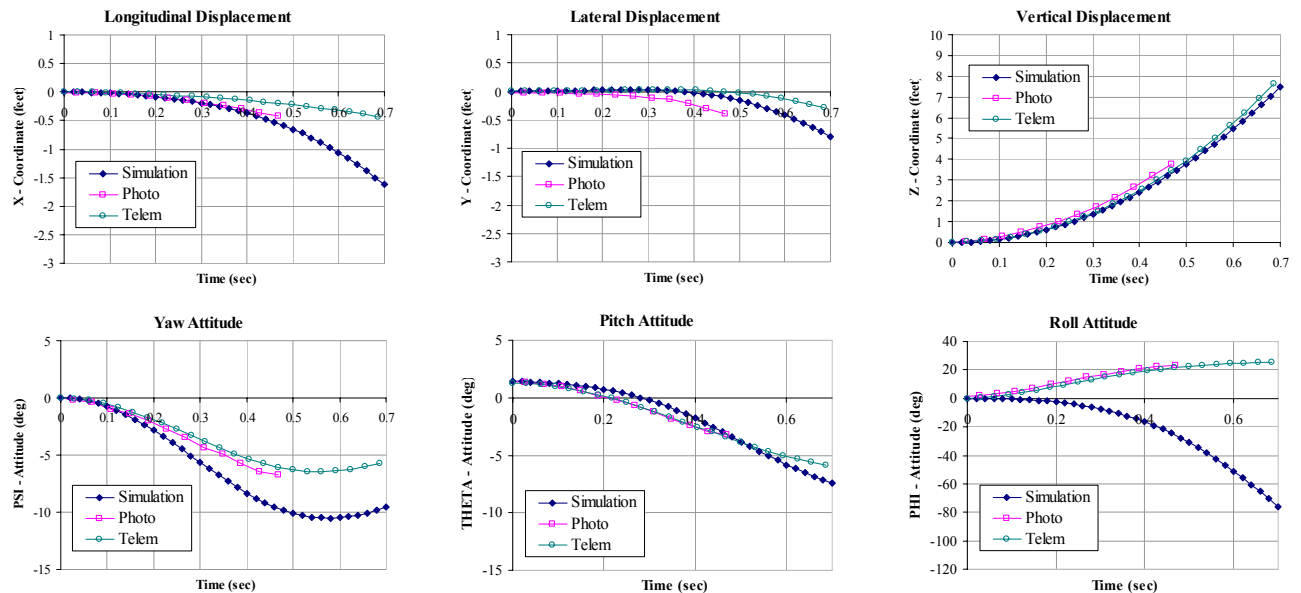 Longitudinal Displacement
1
0.5
0
-0.5
-1
-1.5
-2
-2.5
-3
0 0.1 0.2 0.3 0.4 0.5 0.6 0.7
X - Coordinate (feet)
Time (sec)
Simulation
Photo
Telem
Lateral Displacement
1
0.5
0
-0.5
-1
-1.5
-2
-2.5
-3
0 0.1 0.2 0.3 0.4 0.5 0.6 0.7
Y - Coordinate (feet)
Time (sec)
Simulation
Photo
Telem
Vertical Displacement
10
9
8
7
6
5
4
3
2
1
0
0 0.1 0.2 0.3 0.4 0.5 0.6 0.7
Z - Coordinate (feet)
Time (sec)
Simulation
Photo
Telem
Yaw Attitude
5
0
-5
-10
-15
0 0.1 0.2 0.3 0.4 0.5 0.6 0.7
PSI - Attitude (deg)
Time (sec)
Simulation
Photo
Telem
Pitch Attitude
5
0
-5
-10
-15
0 0.2 0.4 0.6
THETA - Attitude (deg)
Time (sec)
Simulation
Photo
Telem
Roll Attitude
40
20
0
-20
-40
-60
-80
-100
-120
0 0.2 0.4 0.6
PHI - Attitude (deg)
Time (sec)
Simulation
Photo
Telem